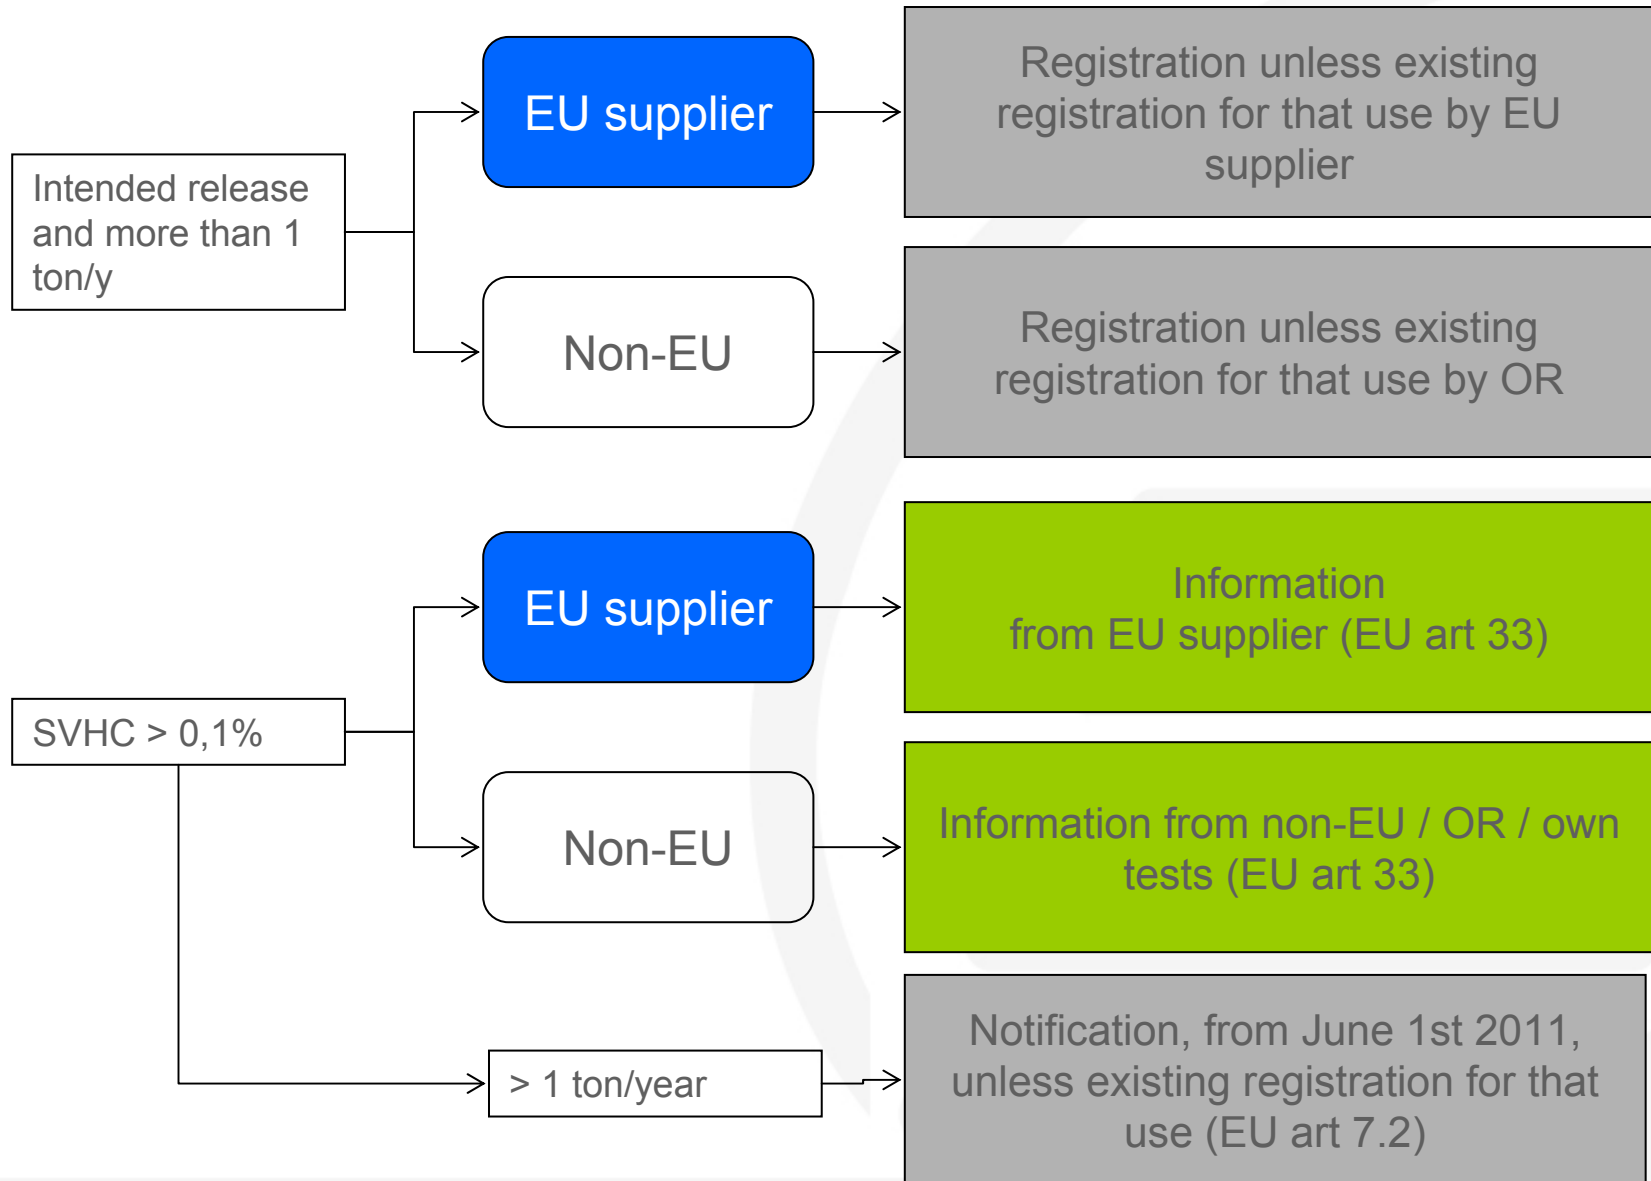 Intended release
and more than 1
ton/y
EU supplier
Registration unless existing
registration for that use by EU
supplier
Non-EU
Registration unless existing
registration for that use by OR
SVHC > 0,1%
EU supplier
Information
from EU supplier (EU art 33)
Non-EU
Information from non-EU / OR / own
tests (EU art 33)
> 1 ton/year
Notification, from June 1st 2011,
unless existing registration for that
use (EU art 7.2)